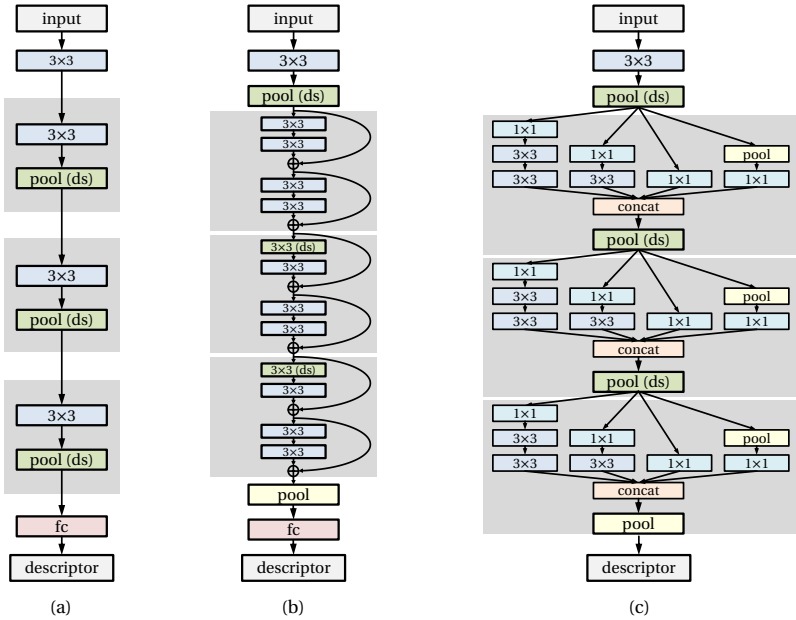 input
3×3
3×3
pool (ds)
3×3
pool (ds)
3×3
pool (ds)
fc
descriptor
(a)
input
3×3
pool (ds)
3×3
3×3
3×3
3×3
3×3 (ds)
3×3
3×3
3×3
3×3 (ds)
3×3
3×3
3×3
pool
fc
descriptor
(b)
input
3×3
pool (ds)
1×1
3×3 1×1 pool
3×3 3×3 1×1 1×1
concat
pool (ds)
1×1
3×3 1×1 pool
3×3 3×3 1×1 1×1
concat
pool (ds)
1×1
3×3 1×1 pool
3×3 3×3 1×1 1×1
concat
pool
descriptor
(c)